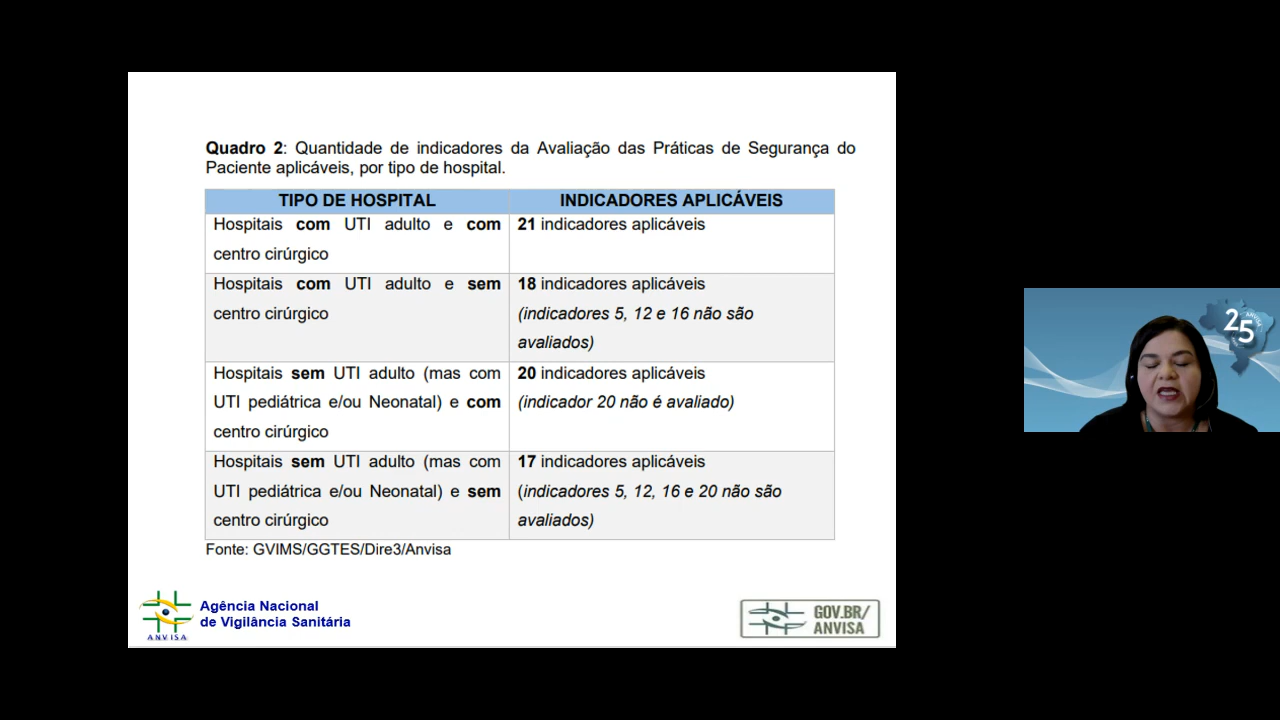 Quadro 2: Quantidade de indicadores da Avaliação das Práticas de Segurança do
Paciente aplicáveis, por tipo de hospital.
TIPO DE HOSPITAL
INDICADORES APLICÁVEIS
Hospitais com UTI adulto e com
centro cirúrgico
21 indicadores aplicáveis
Hospitais com UTI adulto e sem
centro cirúrgico
18 indicadores aplicáveis
(indicadores 5, 12 e 16 não são
avaliados)
Hospitais sem UTI adulto (mas com
UTI pediátrica e/ou Neonatal) e com
centro cirúrgico
20 indicadores aplicáveis
(indicador 20 não é avaliado)
Hospitais sem UTI adulto (mas com
UTI pediátrica e/ou Neonatal) e sem
centro cirúrgico
17 indicadores aplicáveis
(indicadores 5, 12, 16 e 20 não são
avaliados)
Fonte: GVIMS/GGTES/Dire3/Anvisa
ANVISA
Agência Nacional
de Vigilância Sanitária
GOV.BR/
ANVISA
25
ANVISA